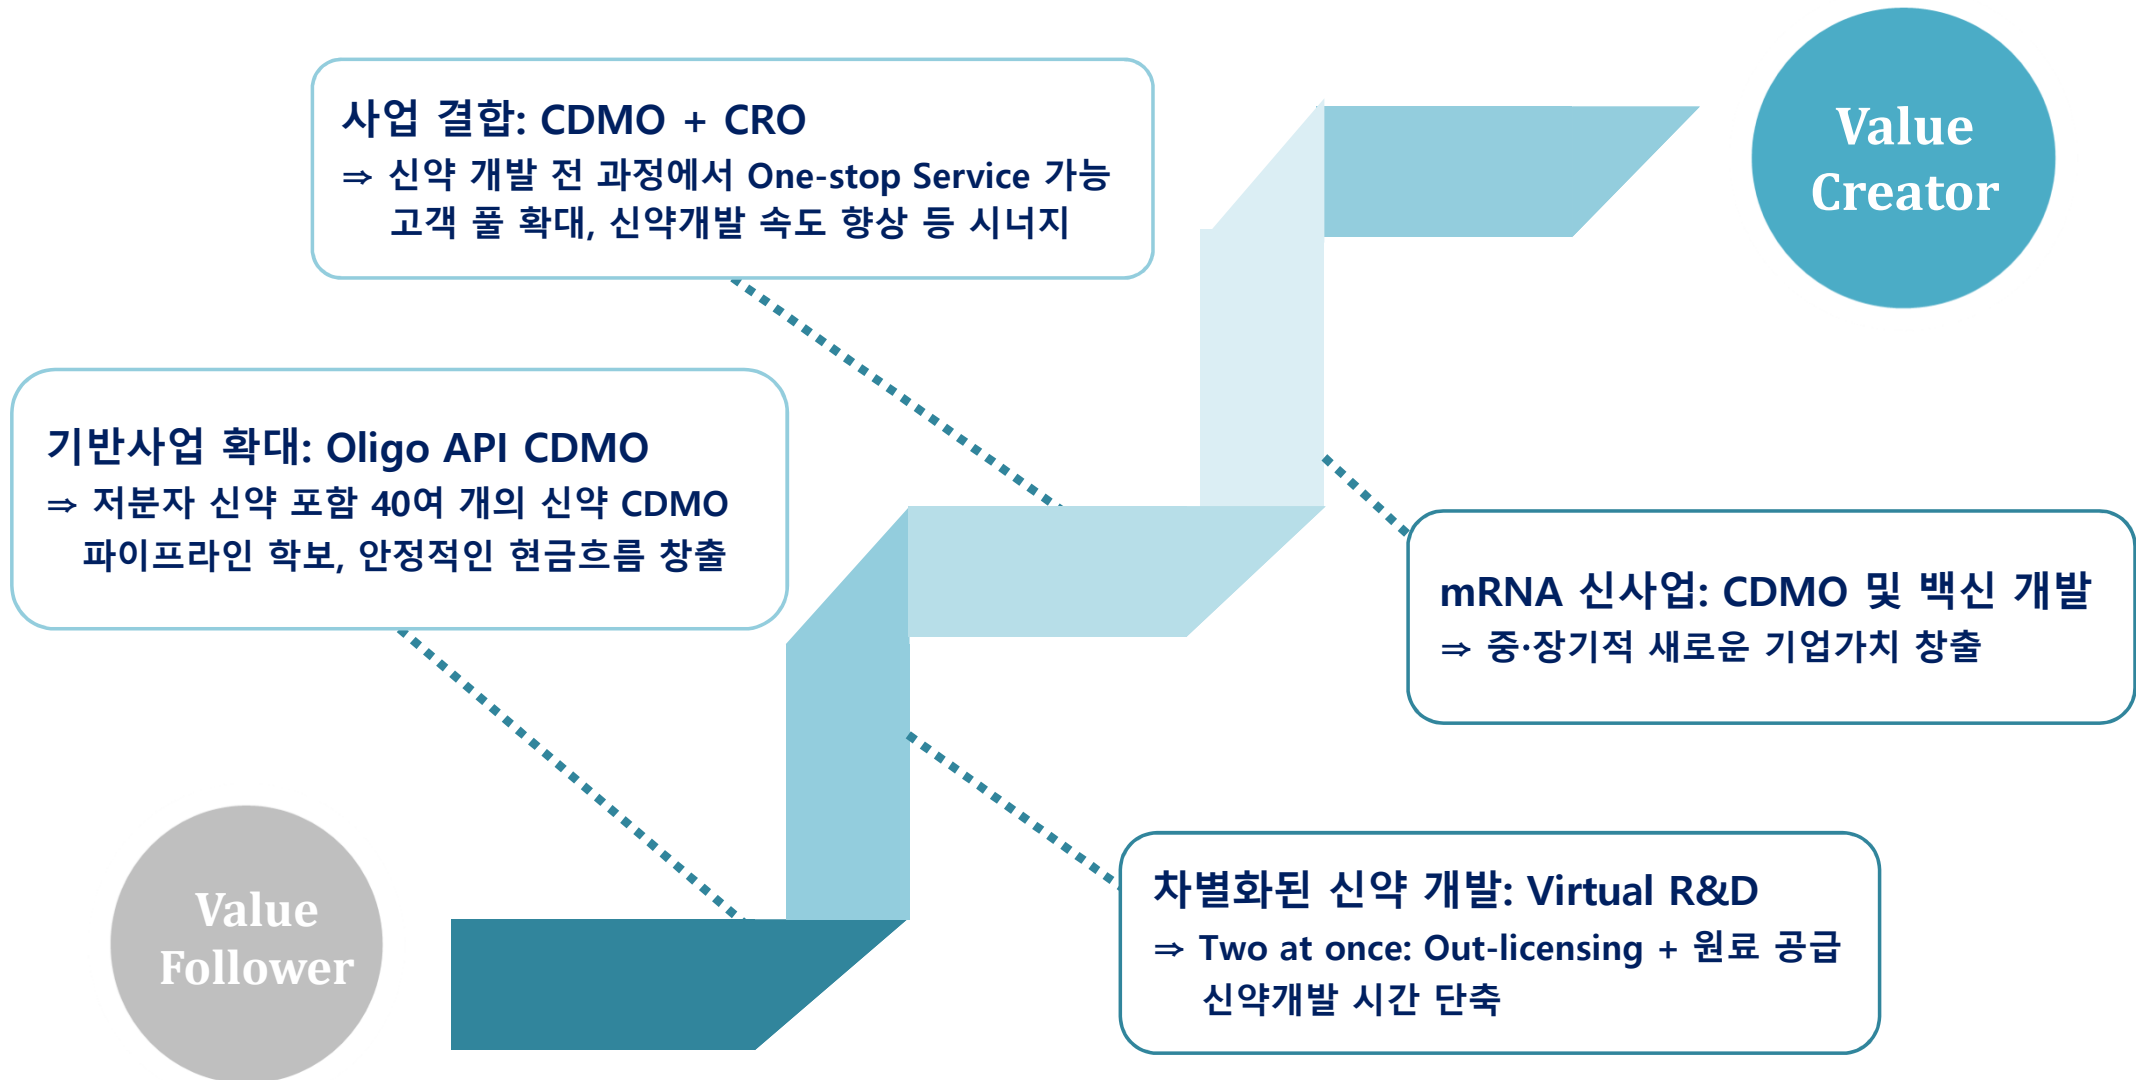 사업 결합: CDMO + CRO
⇒ 신약 개발 전 과정에서 One-stop Service 가능
고객 풀 확대, 신약개발 속도 향상 등 시너지
Value
Creator
기반사업 확대: Oligo API CDMO
⇒ 저분자 신약 포함 40여 개의 신약 CDMO
파이프라인 학보, 안정적인 현금흐름 창출
mRNA 신사업: CDMO 및 백신 개발
⇒ 중·장기적 새로운 기업가치 창출
Value
Follower
차별화된 신약 개발: Virtual R&D
⇒ Two at once: Out-licensing + 원료 공급
신약개발 시간 단축